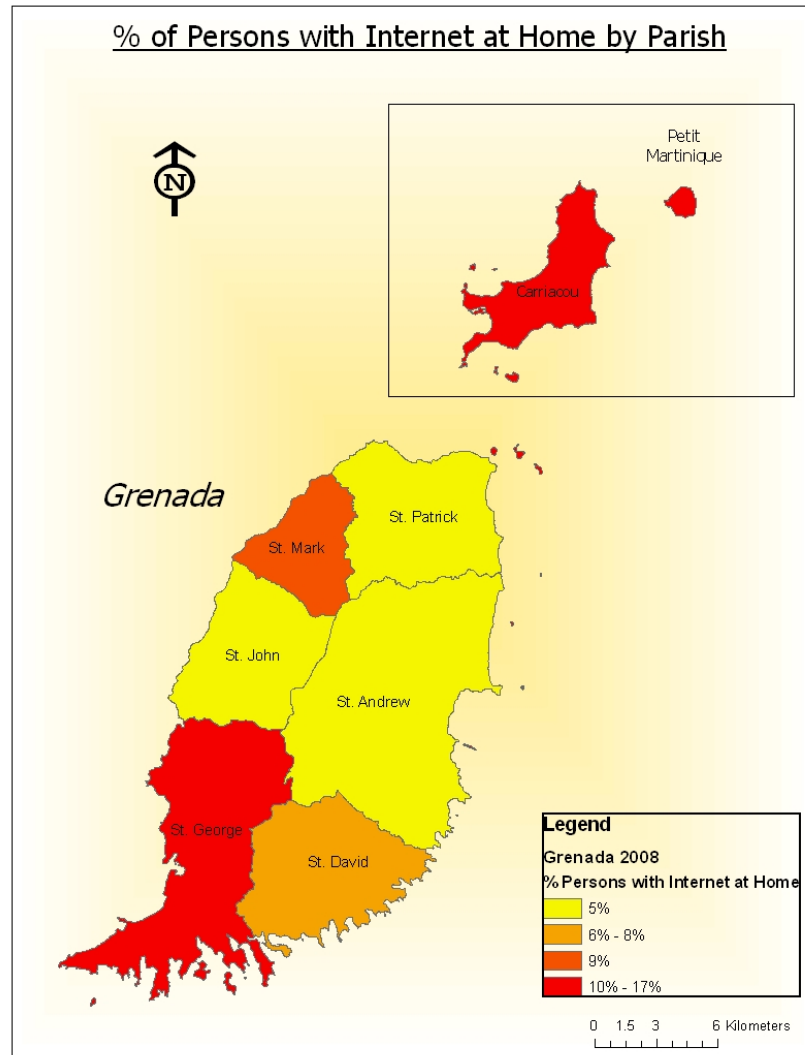 % of Persons with Internet at Home by Parish
Petit
Martinique
N
Carriacou
Grenada
St. Patrick
St. Mark
St. John
St. Andrew
St. George
St. David
Legend
Grenada 2008
% Persons with Internet at Home
5%
6% - 8%
9%
10% - 17%
0 1.5 3 6 Kilometers